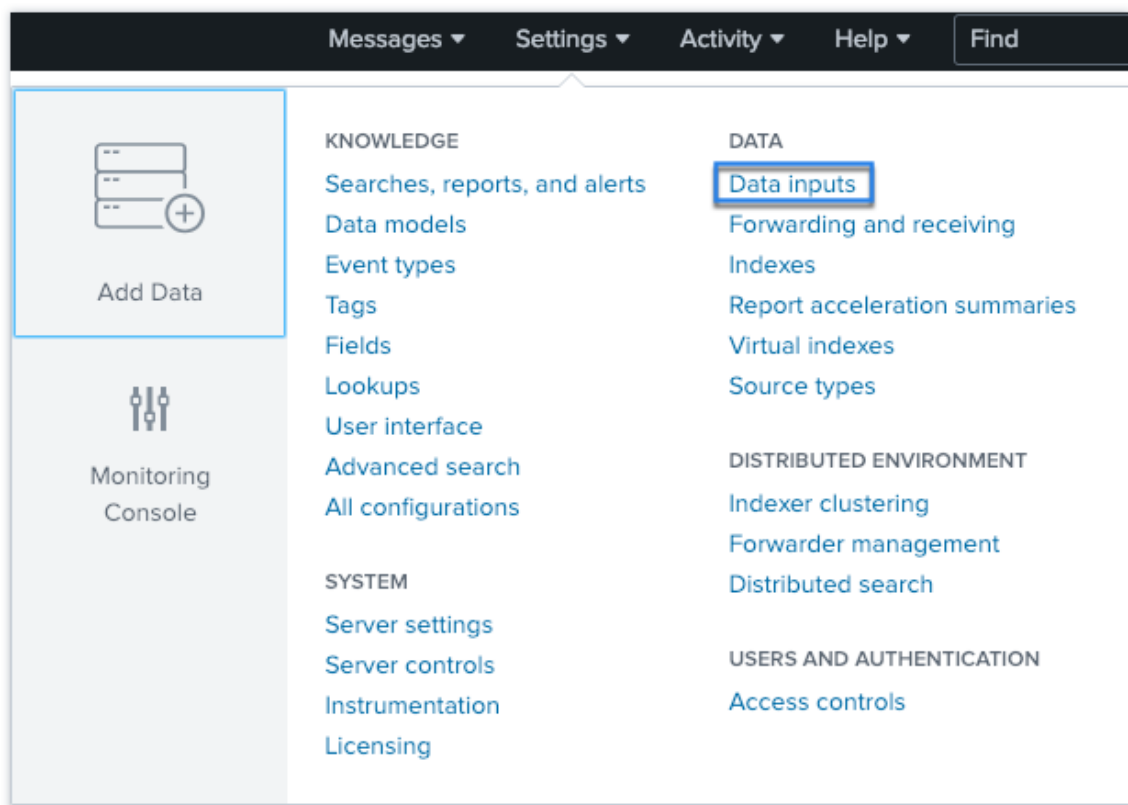 Messages Settings Activity Help Find
Add Data
Monitoring
Console
KNOWLEDGE
Searches, reports, and alerts
Data models
Event types
Tags
Fields
Lookups
User interface
Advanced search
All configurations
SYSTEM
Server settings
Server controls
Instrumentation
Licensing
DATA
Data inputs
Forwarding and receiving
Indexes
Report acceleration summaries
Virtual indexes
Source types
DISTRIBUTED ENVIRONMENT
Indexer clustering
Forwarder management
Distributed search
USERS AND AUTHENTICATION
Access controls